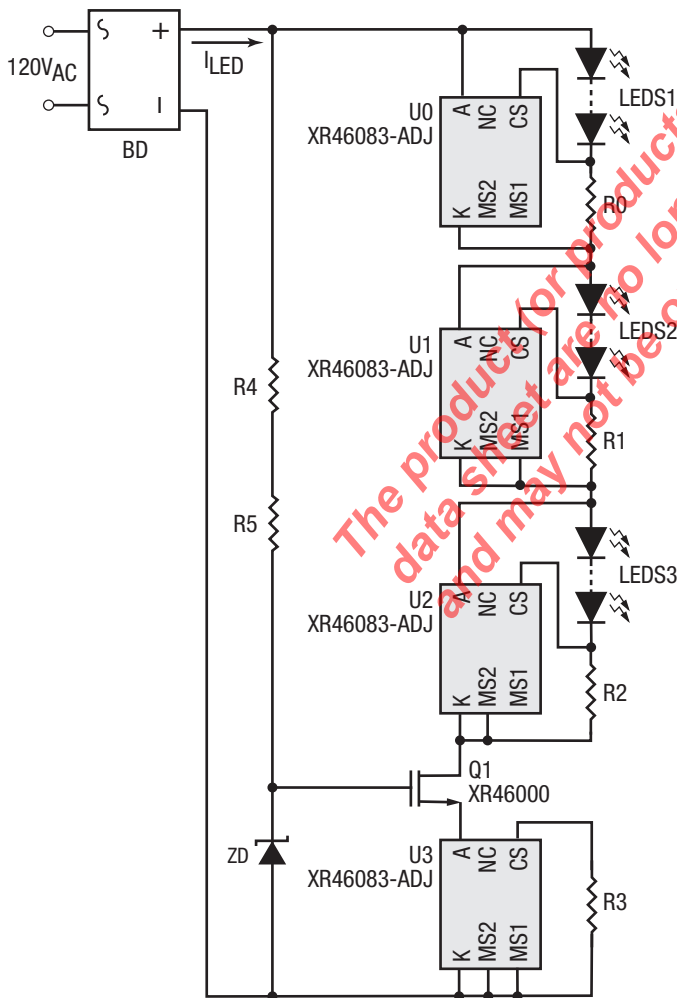 120VAC
BD
+
–
ILED
U0
XR46083-ADJ
A
NC
CS
K
MS2
MS1
LEDS1
R0
U1
XR46083-ADJ
A
NC
CS
K
MS2
MS1
LEDS2
R1
R4
R5
U2
XR46083-ADJ
A
NC
CS
K
MS2
MS1
LEDS3
R2
Q1
XR46000
ZD
U3
XR46083-ADJ
A
NC
CS
K
MS2
MS1
R3
The product (or products
data sheet are no lon
and may not be o